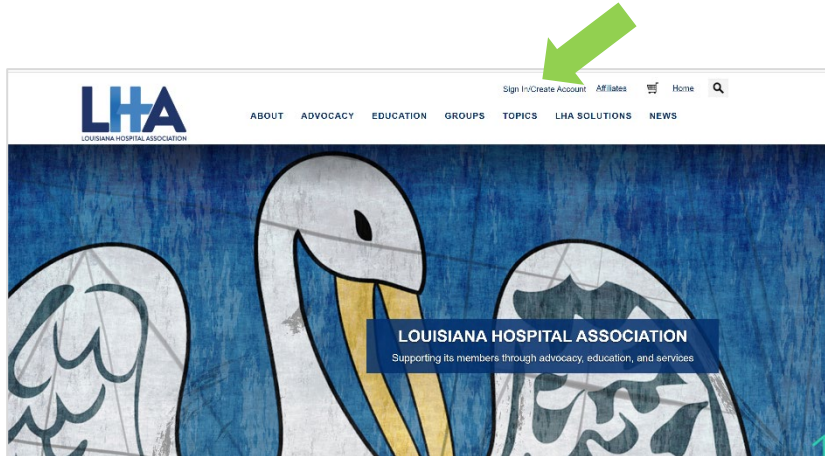 Sign In/Create Account Affiliates Home
LHA
LOUISIANA HOSPITAL ASSOCIATION
ABOUT ADVOCACY EDUCATION GROUPS TOPICS LHA SOLUTIONS NEWS
LOUISIANA HOSPITAL ASSOCIATION
Supporting its members through advocacy, education, and services